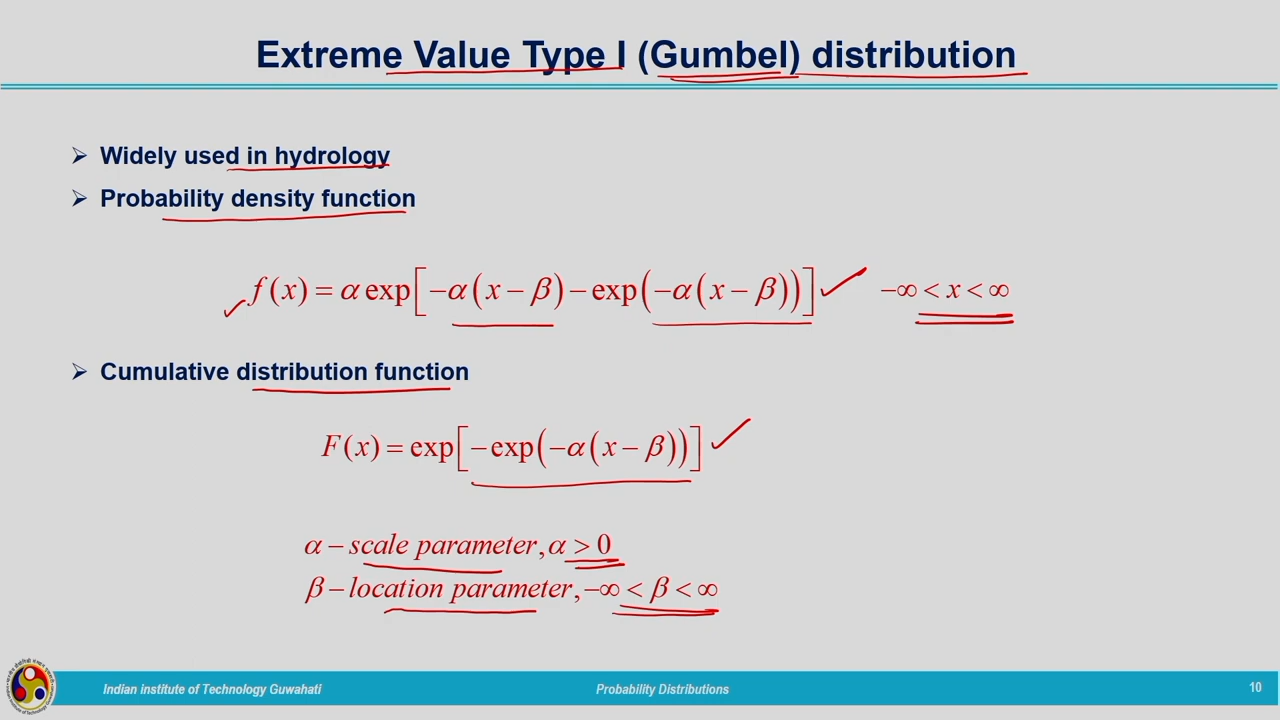 Extreme Value Type I (Gumbel) distribution
➢ Widely used in hydrology
➢ Probability density function
f(x) = α exp[−α(x − β) − exp(−α(x − β))] −∞ < x < ∞
➢ Cumulative distribution function
F(x) = exp[−exp(−α(x − β))]
α − scale parameter, α > 0
β − location parameter, −∞ < β < ∞
Indian institute of Technology Guwahati Probability Distributions 10